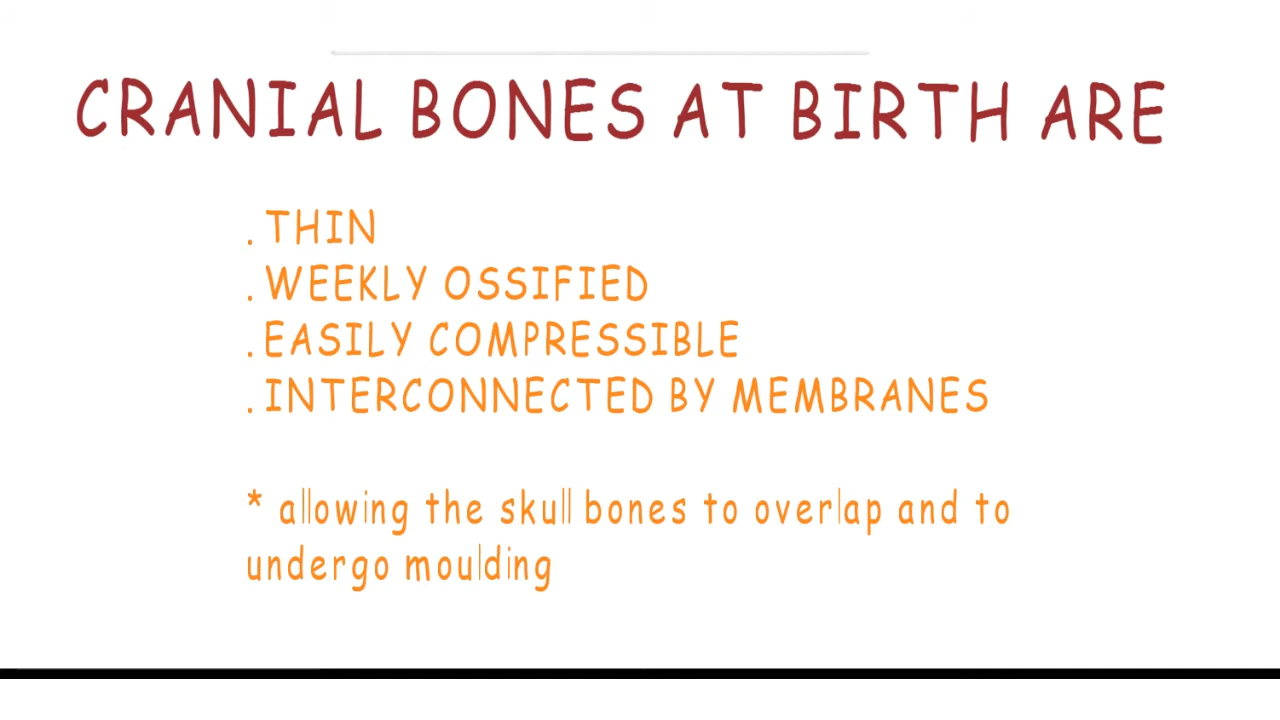 CRANIAL BONES AT BIRTH ARE
. THIN
. WEEKLY OSSIFIED
. EASILY COMPRESSIBLE
. INTERCONNECTED BY MEMBRANES
* allowing the skull bones to overlap and to
undergo moulding